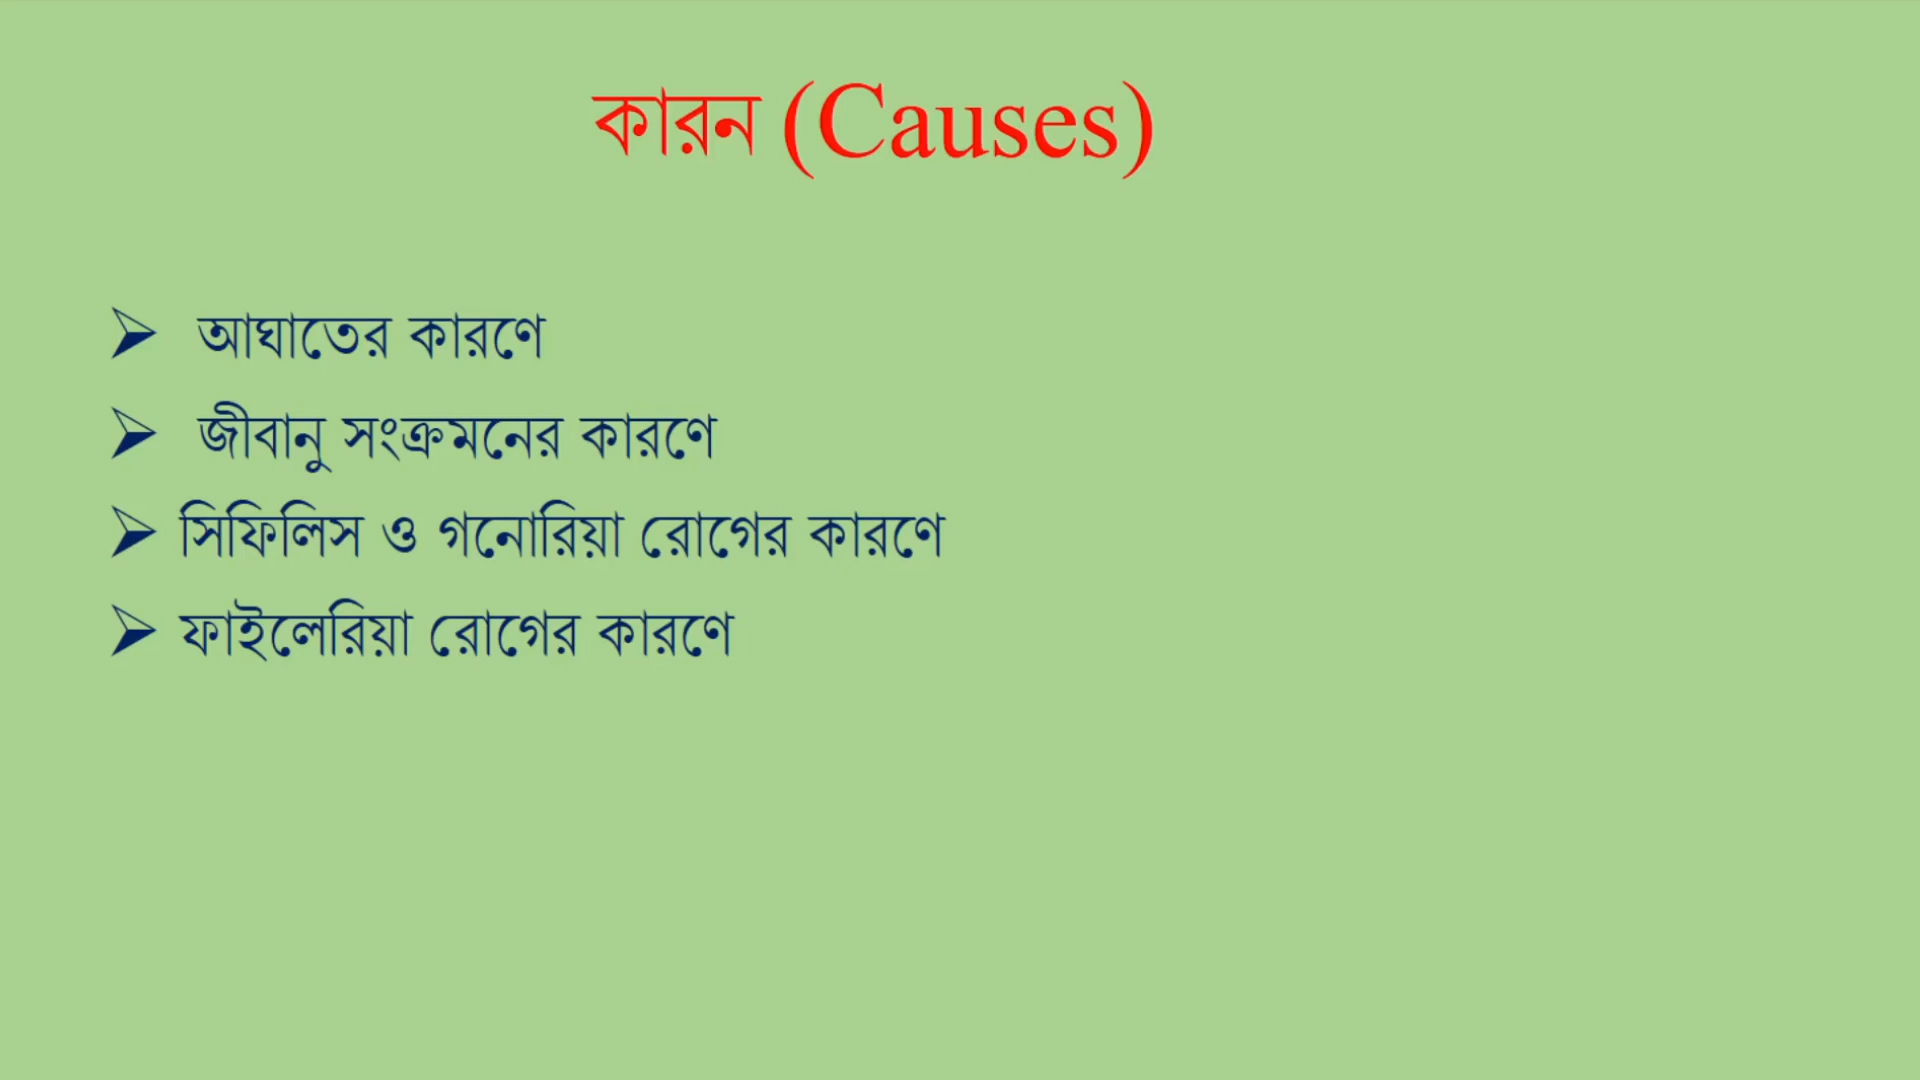 কারন (Causes)
➢ আঘাতের কারণে
➢ জীবানু সংক্রমনের কারণে
➢ সিফিলিস ও গনোরিয়া রোগের কারণে
➢ ফাইলেরিয়া রোগের কারণে